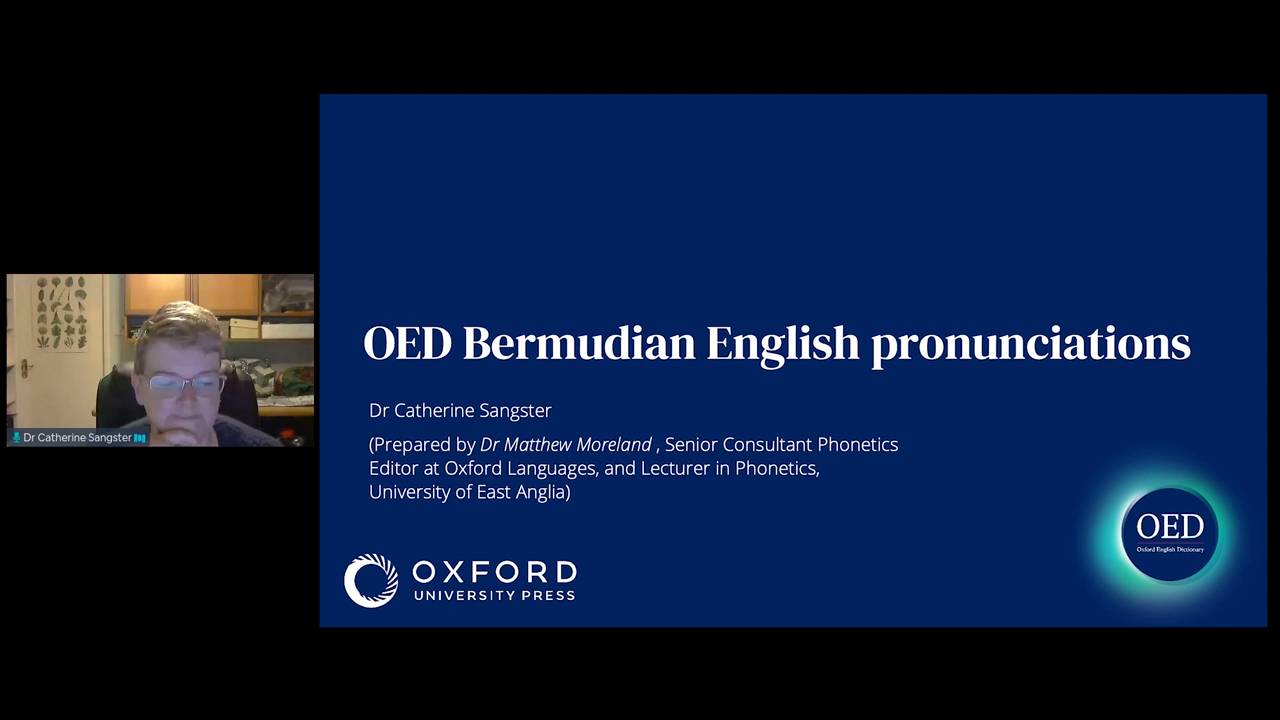 OED Bermudian English pronunciations
Dr Catherine Sangster
(Prepared by Dr Matthew Moreland , Senior Consultant Phonetics
Editor at Oxford Languages, and Lecturer in Phonetics,
University of East Anglia)
Dr Catherine Sangster
OXFORD
UNIVERSITY PRESS
OED
Oxford English Dictionary